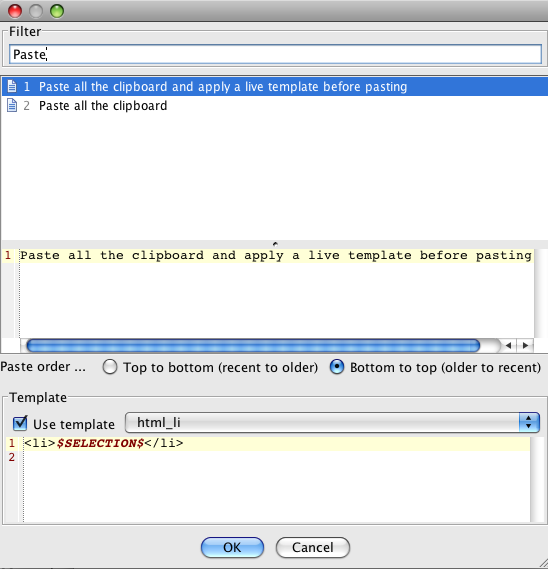 Filter
Paste
1 Paste all the clipboard and apply a live template before pasting
2 Paste all the clipboard
1 Paste all the clipboard and apply a live template before pasting
Paste order ... Top to bottom (recent to older) Bottom to top (older to recent)
Template
Use template html_li
1 <li>$SELECTION$</li>
2
OK Cancel